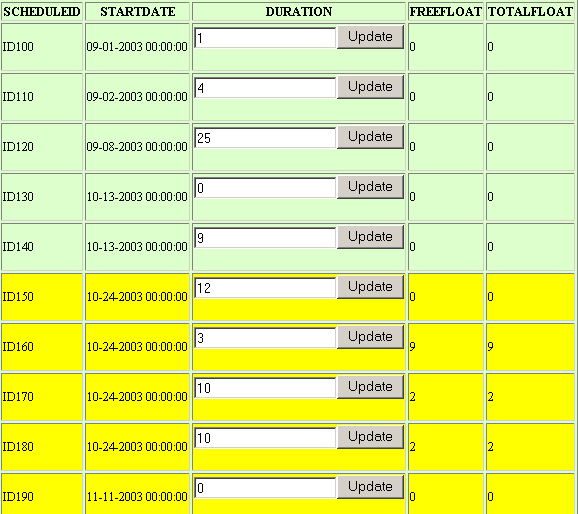 SCHEDULEID STARTDATE DURATION FREEFLOAT TOTALFLOAT
ID100 09-01-2003 00:00:00 1 Update 0 0
ID110 09-02-2003 00:00:00 4 Update 0 0
ID120 09-08-2003 00:00:00 25 Update 0 0
ID130 10-13-2003 00:00:00 0 Update 0 0
ID140 10-13-2003 00:00:00 9 Update 0 0
ID150 10-24-2003 00:00:00 12 Update 0 0
ID160 10-24-2003 00:00:00 3 Update 9 9
ID170 10-24-2003 00:00:00 10 Update 2 2
ID180 10-24-2003 00:00:00 10 Update 2 2
ID190 11-11-2003 00:00:00 0 Update 0 0